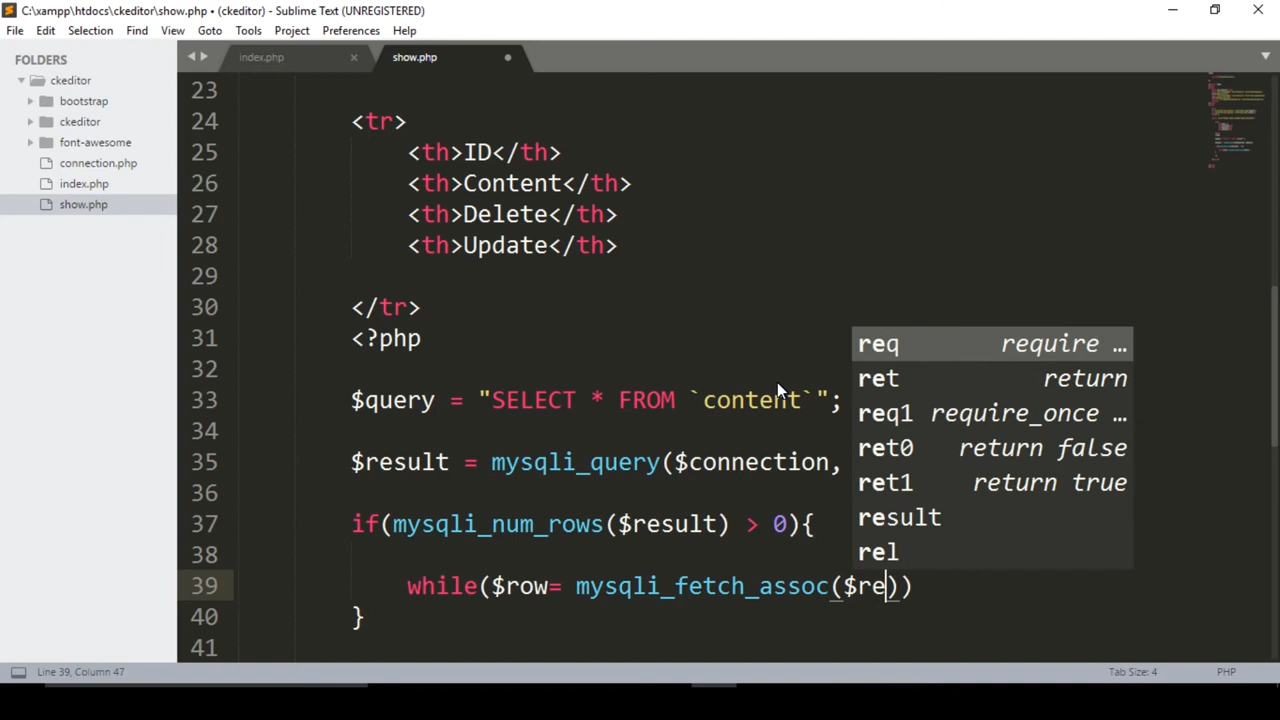 C:\xampp\htdocs\ckeditor\show.php • (ckeditor) - Sublime Text (UNREGISTERED)
File Edit Selection Find View Goto Tools Project Preferences Help
FOLDERS
ckeditor
bootstrap
ckeditor
font-awesome
connection.php
index.php
show.php
index.php show.php
23
24 <tr>
25 <th>ID</th>
26 <th>Content</th>
27 <th>Delete</th>
28 <th>Update</th>
29
30 </tr>
31 <?php
32
33 $query = "SELECT * FROM `content`";
34
35 $result = mysqli_query($connection,
36
37 if(mysqli_num_rows($result) > 0){
38
39 while($row= mysqli_fetch_assoc($re))
40 }
41
req require …
ret return
req1 require_once …
ret0 return false
ret1 return true
result
rel
Line 39, Column 47 Tab Size: 4 PHP